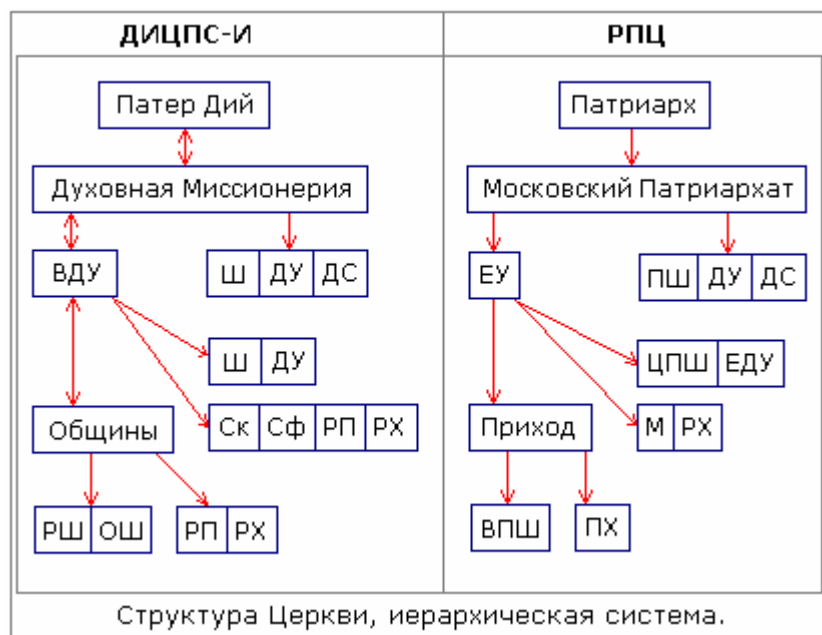 ДИЦПС-И РПЦ
Патер Дий Патриарх
Духовная Миссионерия Московский Патриархат
ВДУ Ш ДУ ДС ЕУ ПШ ДУ ДС
Ш ДУ ЦПШ ЕДУ
Общины Ск Сф РП РХ Приход М РХ
РШ ОШ РП РХ ВПШ ПХ
Структура Церкви, иерархическая система.